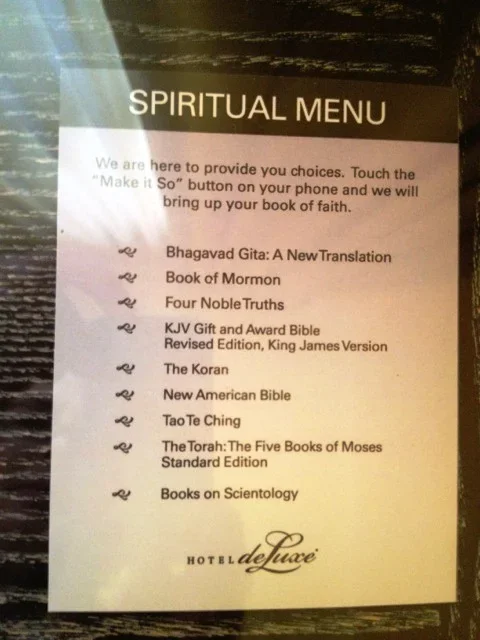 SPIRITUAL MENU
We are here to provide you choices. Touch the
"Make it So" button on your phone and we will
bring up your book of faith.
Bhagavad Gita: A New Translation
Book of Mormon
Four Noble Truths
KJV Gift and Award Bible
Revised Edition, King James Version
The Koran
New American Bible
Tao Te Ching
The Torah: The Five Books of Moses
Standard Edition
Books on Scientology
HOTEL deLuxe